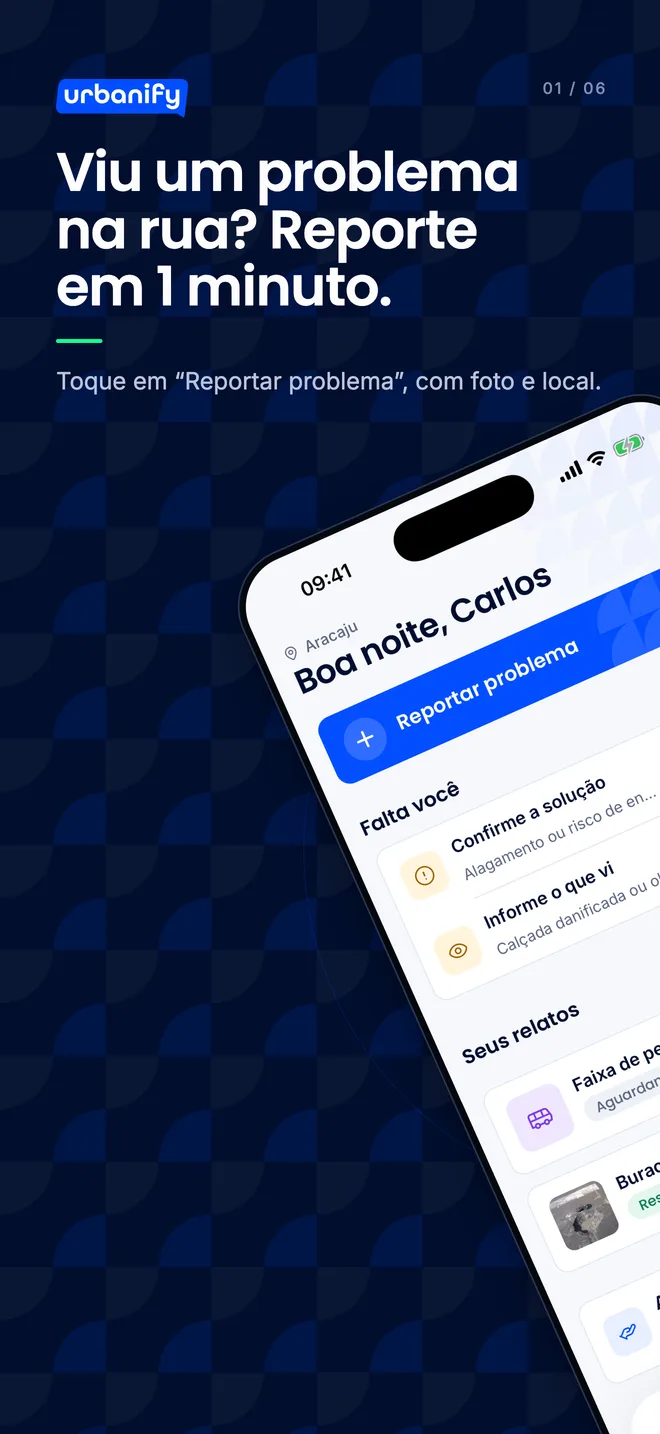 urbanify
01 / 06
Viu um problema
na rua? Reporte
em 1 minuto.
Toque em “Reportar problema”, com foto e local.
09:41
Aracaju
Boa noite, Carlos
Reportar problema
Falta você
Confirme a solução
Alagamento ou risco de en...
Informe o que vi
Calçada danificada ou
Seus relatos
Faixa de